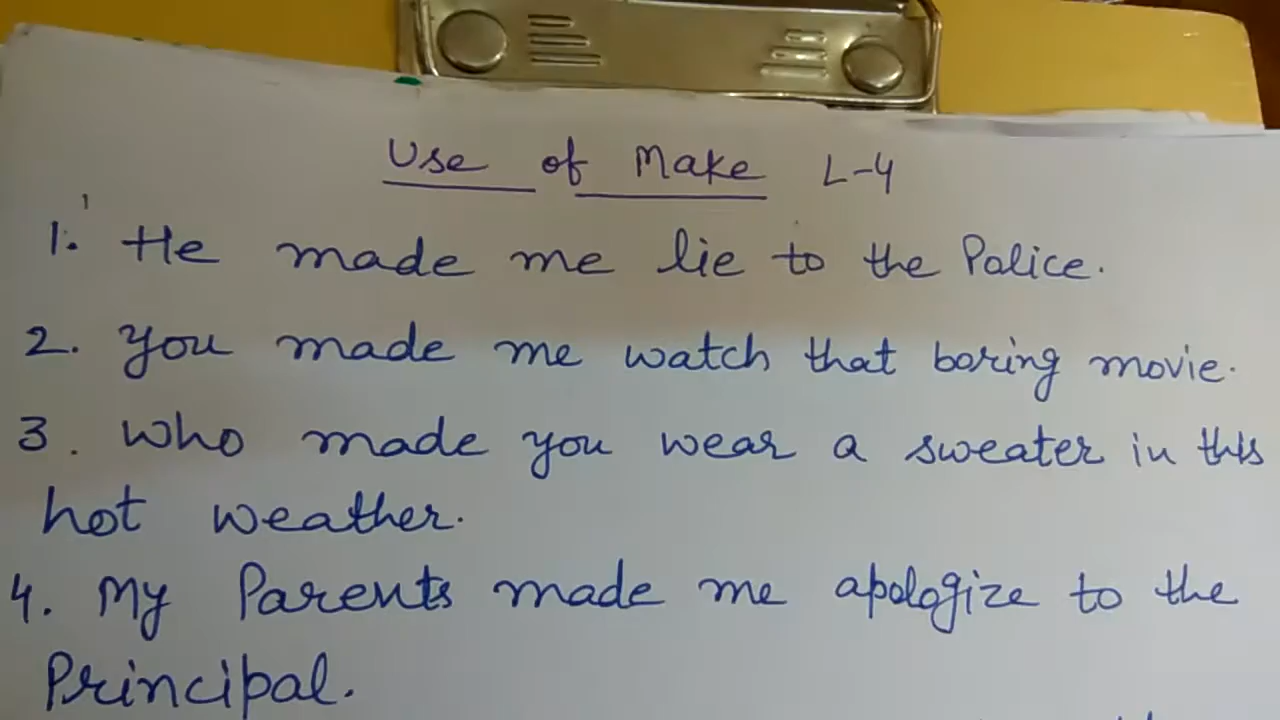 Use of Make L-4
1. He made me lie to the Police.
2. You made me watch that boring movie.
3. Who made you wear a sweater in this
hot weather.
4. My Parents made me apologize to the
Principal.